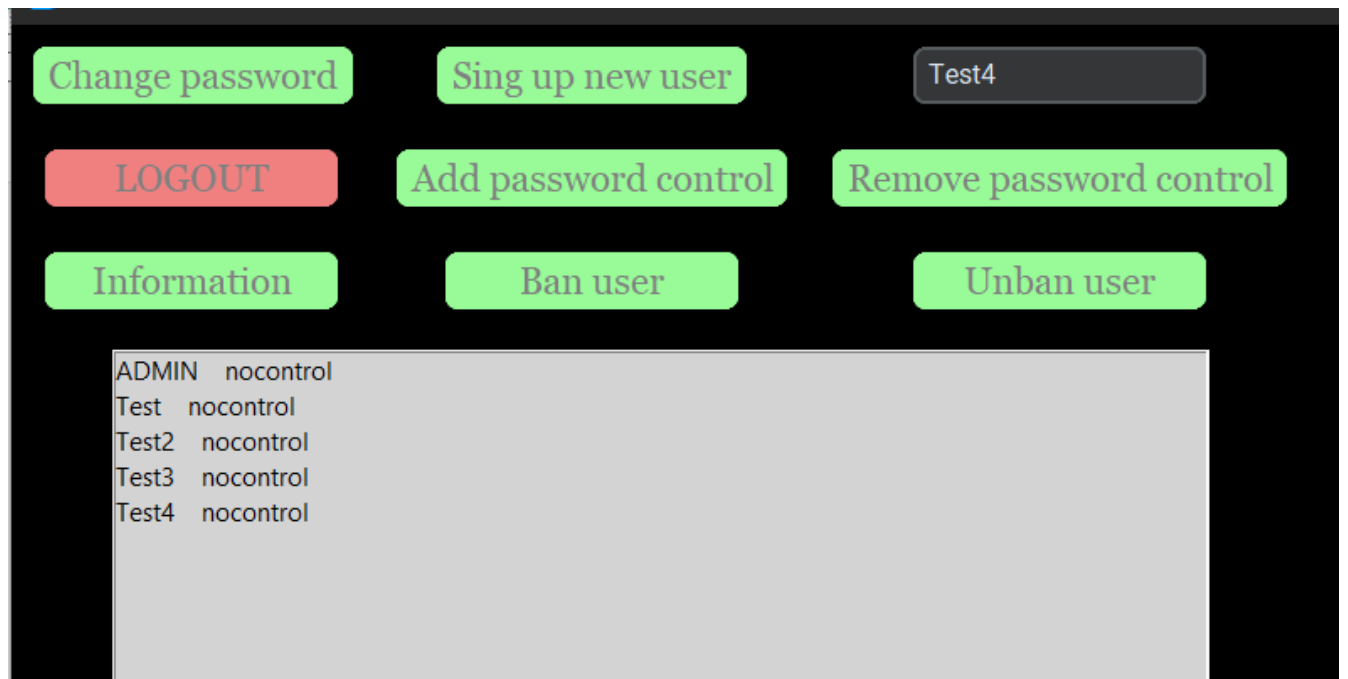 Change password
Sing up new user
Test4
LOGOUT
Add password control
Remove password control
Information
Ban user
Unban user
ADMIN nocontrol
Test nocontrol
Test2 nocontrol
Test3 nocontrol
Test4 nocontrol